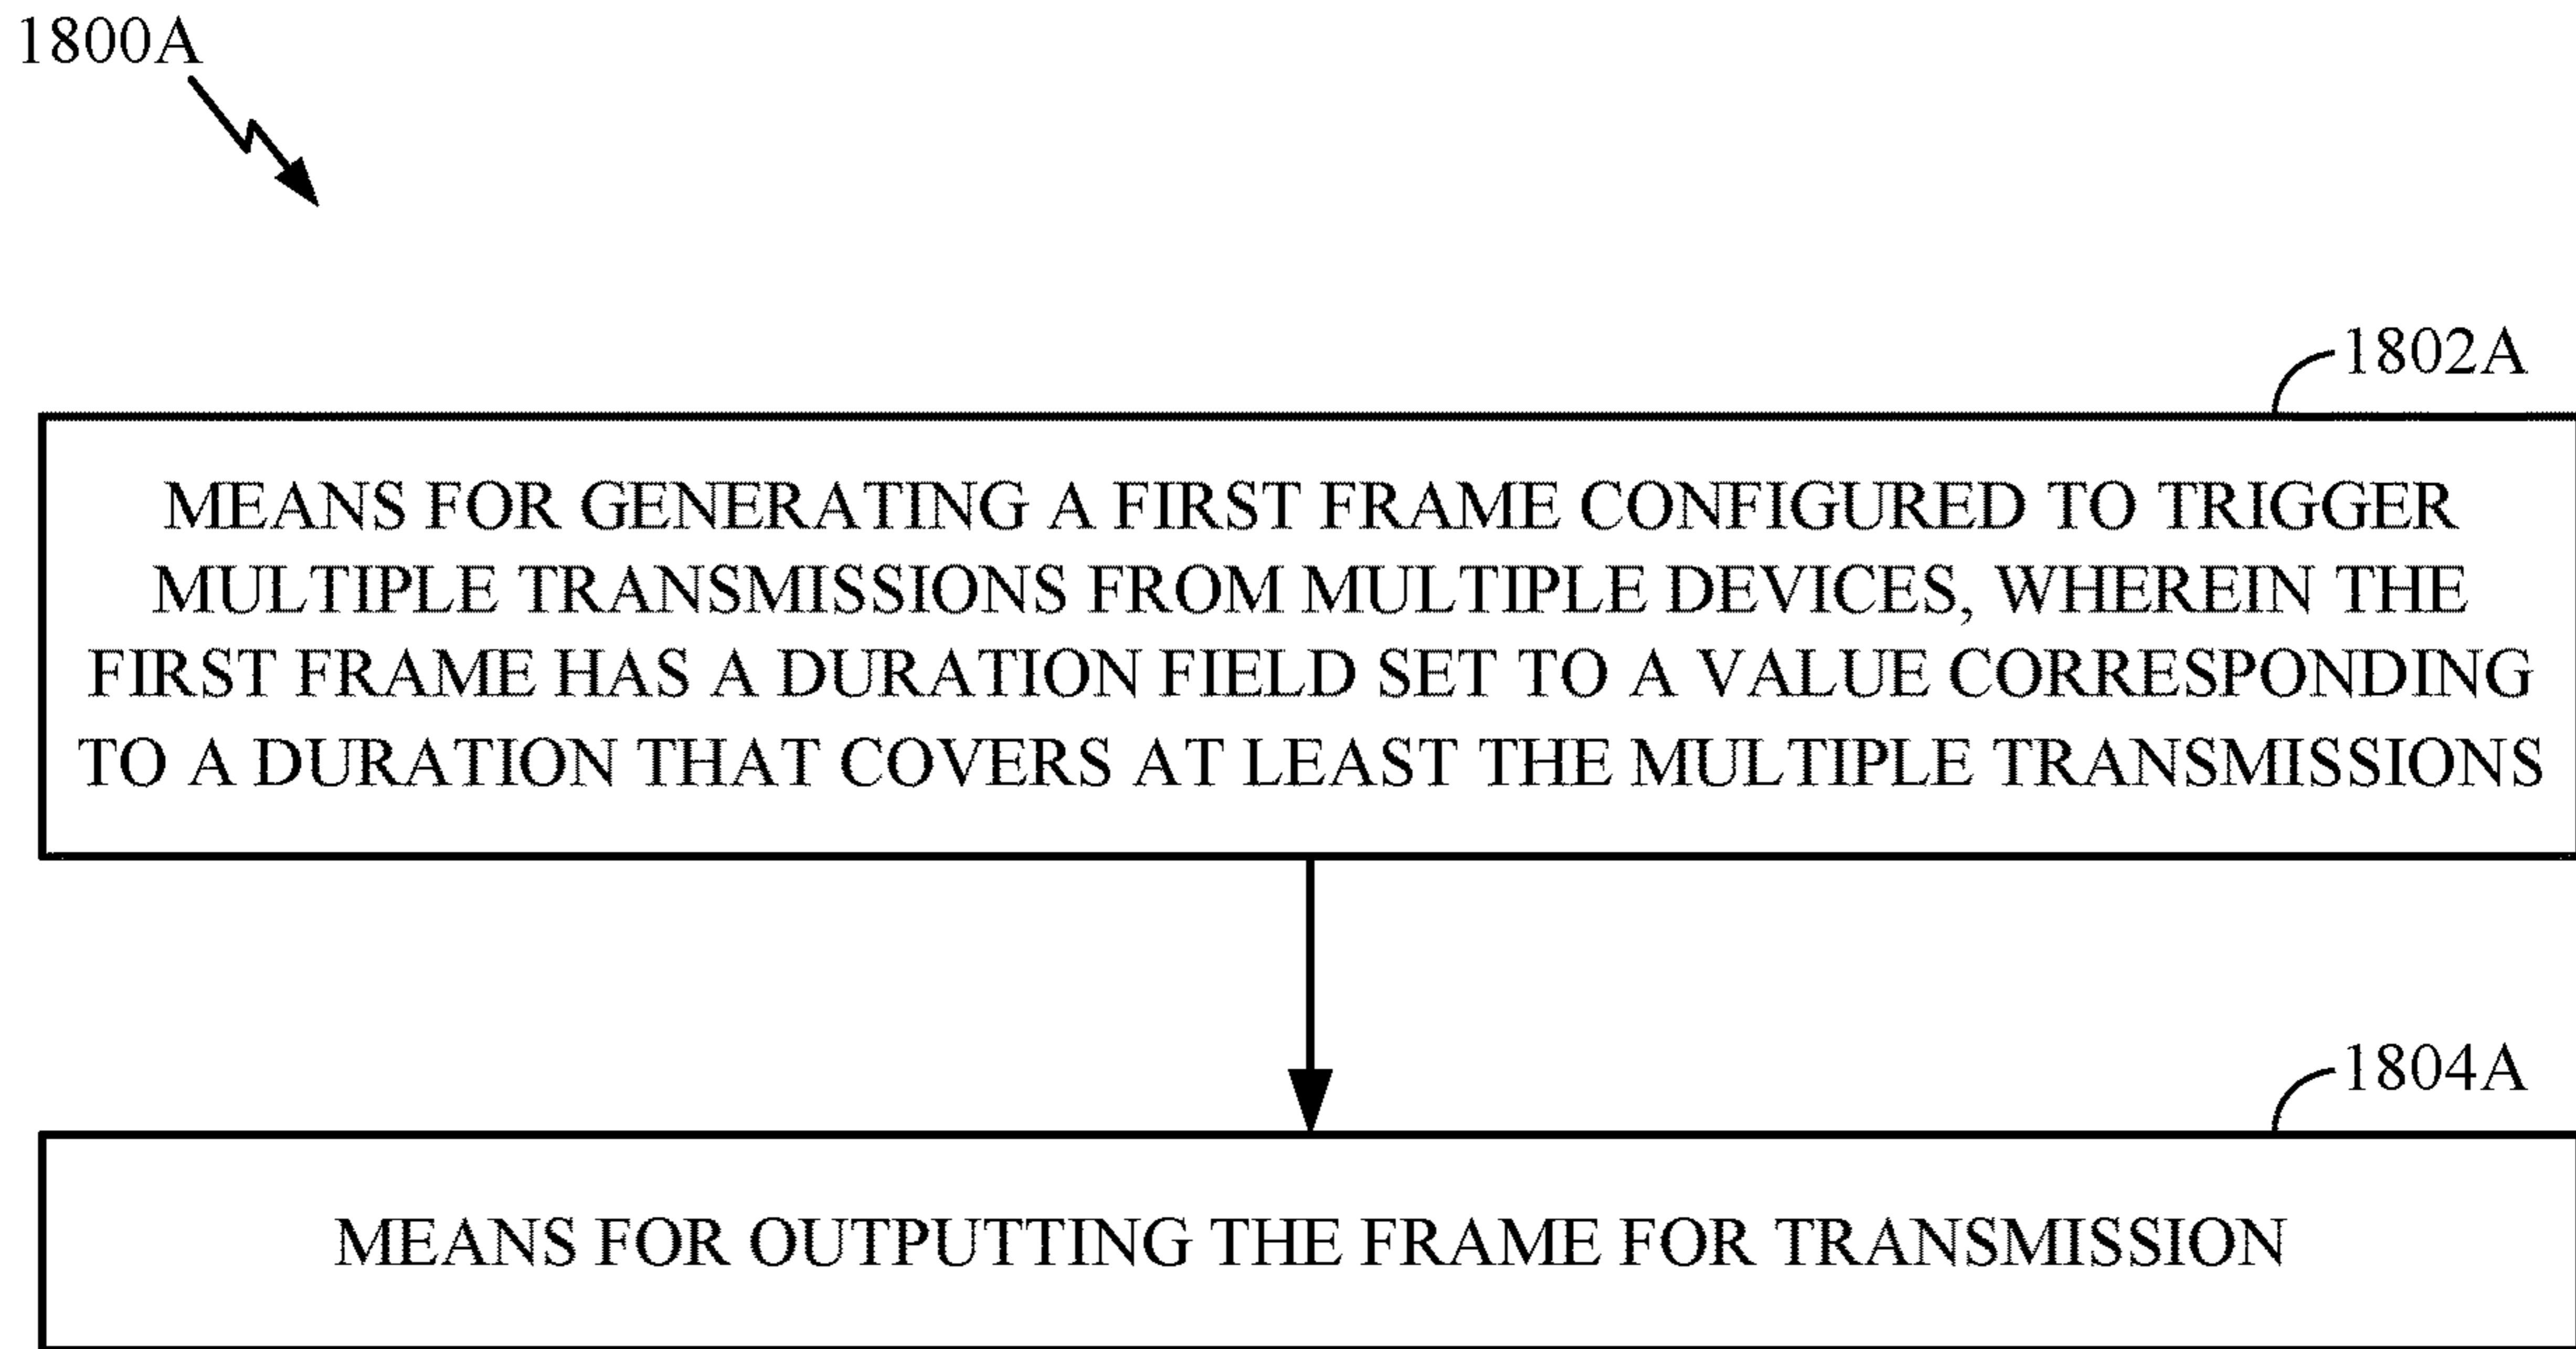 1800A
1802A
MEANS FOR GENERATING A FIRST FRAME CONFIGURED TO TRIGGER
MULTIPLE TRANSMISSIONS FROM MULTIPLE DEVICES, WHEREIN THE
FIRST FRAME HAS A DURATION FIELD SET TO A VALUE CORRESPONDING
TO A DURATION THAT COVERS AT LEAST THE MULTIPLE TRANSMISSIONS
1804A
MEANS FOR OUTPUTTING THE FRAME FOR TRANSMISSION